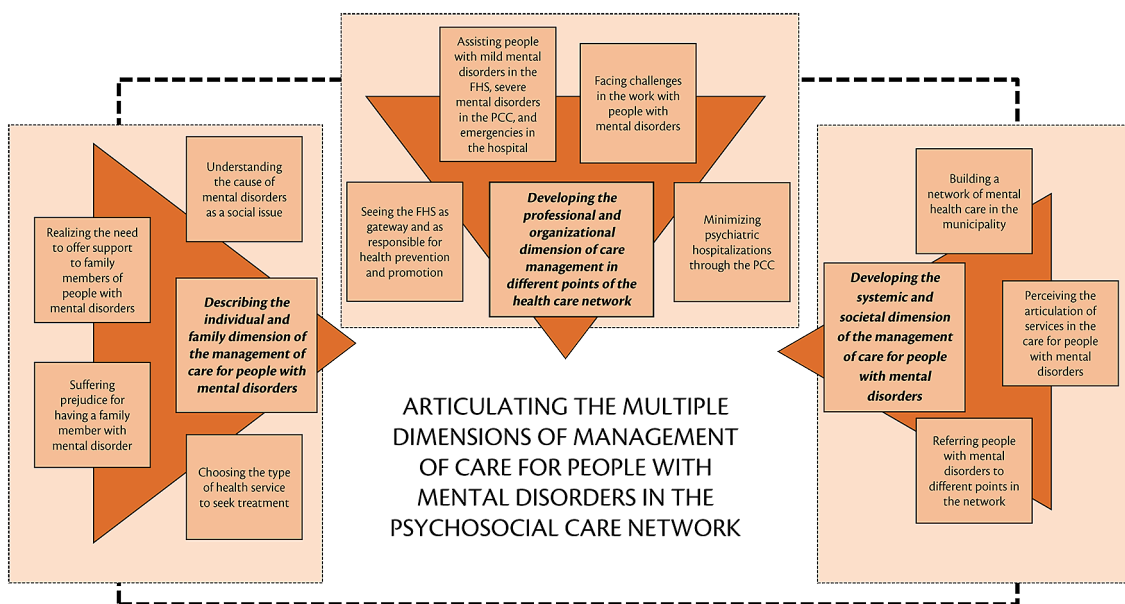 Understanding
the cause of
mental disorders
as a social issue
Realizing the need
to offer support
to family
members of
people with
mental disorders
Describing the
individual and
family dimension
of the
management of
care for people with
mental disorders
Suffering
prejudice for
having a family
member with
mental disorder
Choosing the type
of health service
to seek treatment
Assisting people
with mild mental
disorders in the
FHS, severe
mental disorders
in the PCC, and
emergencies in
the hospital
Facing challenges
in the work with
people with
mental disorders
Seeing the FHS as
gateway and as
responsible for
health prevention
and promotion
Developing the
professional and
organizational
dimension of care
management in
different points of
the health care network
Minimizing
psychiatric
hospitalizations
through the PCC
Building a
network of mental
health care in the
municipality
Developing the
systemic and
societal dimension
of the management
of care for people
with mental
disorders
Perceiving the
articulation of
services in the
care for people
with mental
disorders
Referring people
with mental
disorders to
different points in
the network
ARTICULATING THE MULTIPLE
DIMENSIONS OF MANAGEMENT
OF CARE FOR PEOPLE WITH
MENTAL DISORDERS IN THE
PSYCHOSOCIAL CARE NETWORK